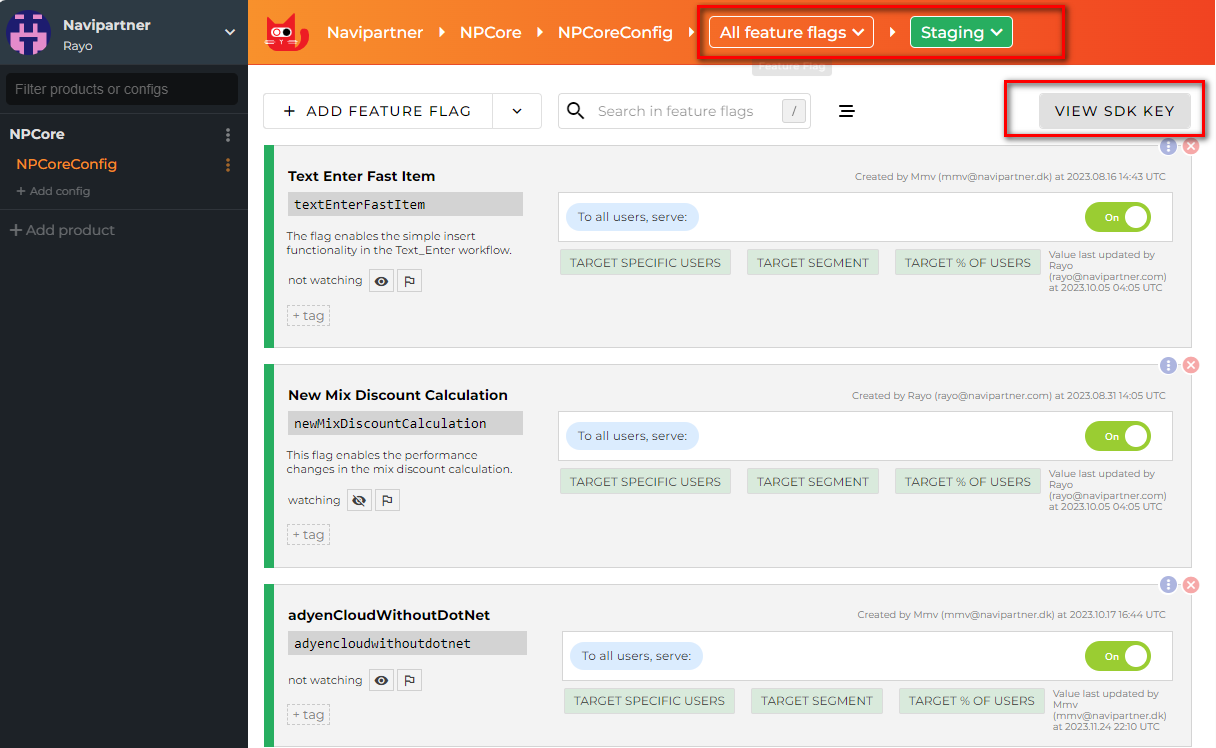 Navipartner
Rayo
Filter products or configs
NPCore
NPCoreConfig
+ Add config
+ Add product
Navipartner
NPCore
NPCoreConfig
All feature flags
Staging
Feature Flag
+ ADD FEATURE FLAG
Search in feature flags
/
VIEW SDK KEY
Text Enter Fast Item
Created by Mmv (mmv@navipartner.dk) at 2023.08.16 14:43 UTC
textEnterFastItem
To all users, serve:
On
The flag enables the simple insert
functionality in the Text_Enter workflow.
TARGET SPECIFIC USERS
TARGET SEGMENT
TARGET % OF USERS
Value last updated by
Rayo
(rayo@navipartner.com)
at 2023.10.05 04:05 UTC
not watching
+ tag
New Mix Discount Calculation
Created by Rayo (rayo@navipartner.com) at 2023.08.31 14:05 UTC
newMixDiscountCalculation
To all users, serve:
On
This flag enables the performance
changes in the mix discount calculation.
TARGET SPECIFIC USERS
TARGET SEGMENT
TARGET % OF USERS
Value last updated by
Rayo
(rayo@navipartner.com)
at 2023.10.05 04:05 UTC
watching
+ tag
adyenCloudWithoutDotNet
Created by Mmv (mmv@navipartner.dk) at 2023.10.17 16:44 UTC
adyencloudwithoutdotnet
To all users, serve:
On
not watching
TARGET SPECIFIC USERS
TARGET SEGMENT
TARGET % OF USERS
Value last updated by
Mmv
(mmv@navipartner.dk)
at 2023.11.24 22:10 UTC
+ tag